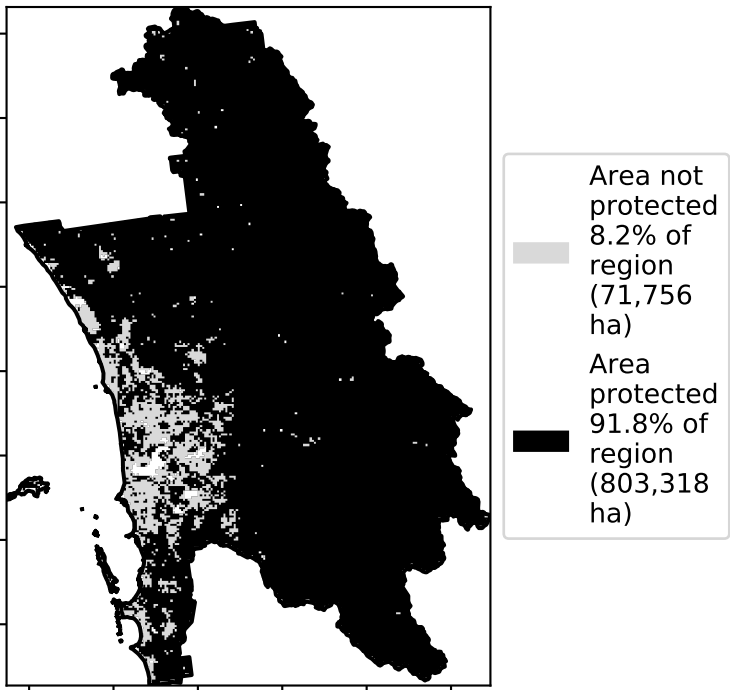 Area not
protected
8.2% of
region
(71,756
ha)
Area
protected
91.8% of
region
(803,318
ha)